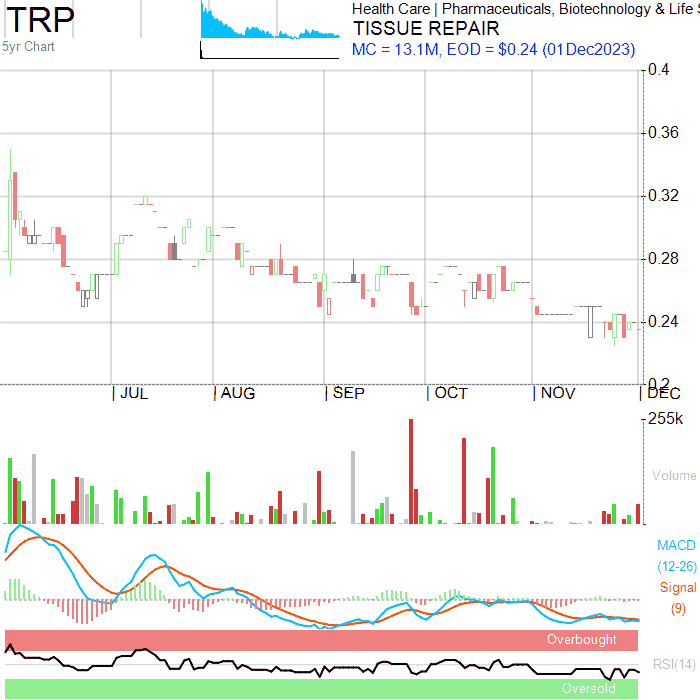 TRP
5yr Chart
Health Care | Pharmaceuticals, Biotechnology & Life
TISSUE REPAIR
MC = 13.1M, EOD = $0.24 (01Dec2023)
0.4
0.36
0.32
0.28
0.24
0.2
| JUL | AUG | SEP | OCT | NOV | DEC
255k
Volume
MACD
(12-26)
Signal
(9)
Overbought
RSI(14)
Oversold